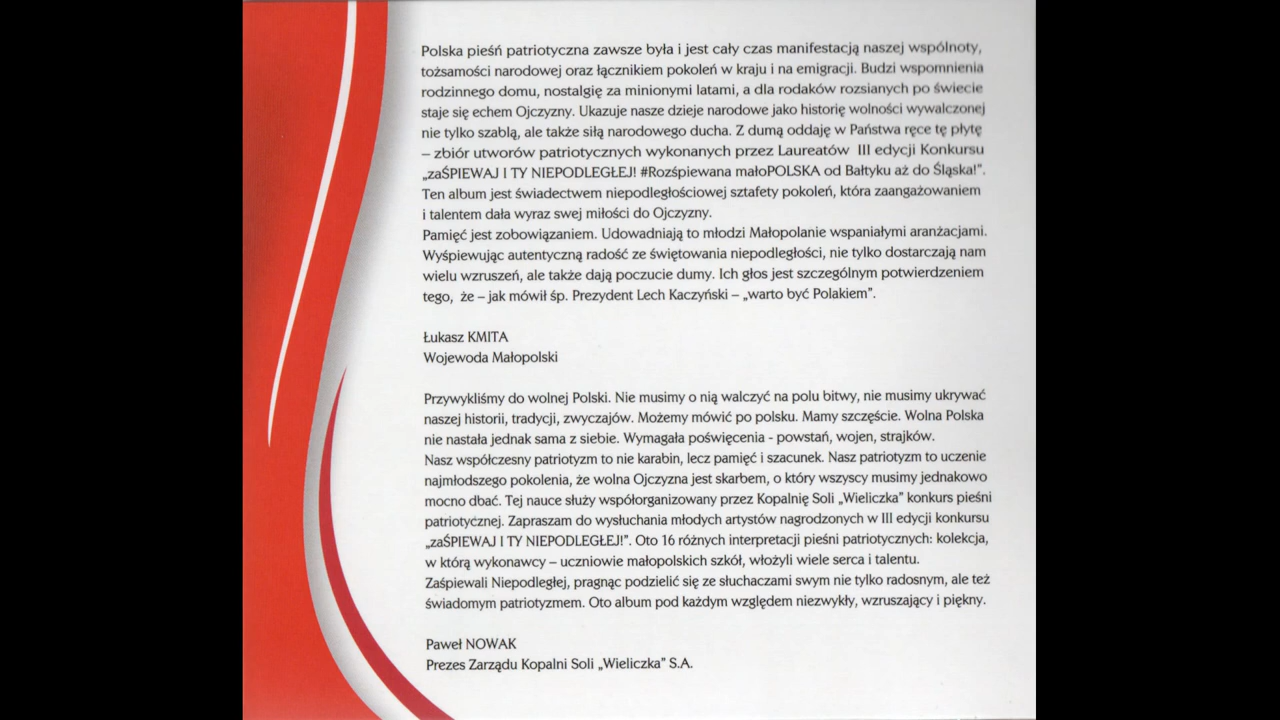 Polska pieśń patriotyczna zawsze była i jest cały czas manifestacją naszej wspólnoty,
tożsamości narodowej oraz łącznikiem pokoleń w kraju i na emigracji. Budzi wspomnienia
rodzinnego domu, nostalgię za minionymi latami, a dla rodaków rozsianych po świecie
staje się echem Ojczyzny. Ukazuje nasze dzieje narodowe jako historię wolności wywalczonej
nie tylko szablą, ale także siłą narodowego ducha. Z dumą oddaję w Państwa ręce tę płytę
– zbiór utworów patriotycznych wykonanych przez Laureatów III edycji Konkursu
„zaŚPIEWAJ I TY NIEPODLEGŁEJ! #Rozśpiewana małoPOLSKA od Bałtyku aż do Śląska!”.
Ten album jest świadectwem niepodległościowej sztafety pokoleń, która zaangażowaniem
i talentem dała wyraz swej miłości do Ojczyzny.
Pamięć jest zobowiązaniem. Udowadniają to młodzi Małopolanie wspaniałymi aranżacjami.
Wyśpiewując autentyczną radość ze świętowania niepodległości, nie tylko dostarczają nam
wielu wzruszeń, ale także dają poczucie dumy. Ich głos jest szczególnym potwierdzeniem
tego, że – jak mówił śp. Prezydent Lech Kaczyński – „warto być Polakiem”.
Łukasz KMITA
Wojewoda Małopolski
Przywykliśmy do wolnej Polski. Nie musimy o nią walczyć na polu bitwy, nie musimy ukrywać
naszej historii, tradycji, zwyczajów. Możemy mówić po polsku. Mamy szczęście. Wolna Polska
nie nastała jednak sama z siebie. Wymagała poświęcenia - powstań, wojen, strajków.
Nasz współczesny patriotyzm to nie karabin, lecz pamięć i szacunek. Nasz patriotyzm to uczenie
najmłodszego pokolenia, że wolna Ojczyzna jest skarbem, o który wszyscy musimy jednakowo
mocno dbać. Tej nauce służy współorganizowany przez Kopalnię Soli „Wieliczka” konkurs pieśni
patriotycznej. Zapraszam do wysłuchania młodych artystów nagrodzonych w III edycji konkursu
„zaŚPIEWAJ I TY NIEPODLEGŁEJ!”. Oto 16 różnych interpretacji pieśni patriotycznych: kolekcja,
w którą wykonawcy – uczniowie małopolskich szkół, włożyli wiele serca i talentu.
Zaśpiewali Niepodległej, pragnąc podzielić się ze słuchaczami swym nie tylko radosnym, ale też
świadomym patriotyzmem. Oto album pod każdym względem niezwykły, wzruszający i piękny.
Paweł NOWAK
Prezes Zarządu Kopalni Soli „Wieliczka” S.A.